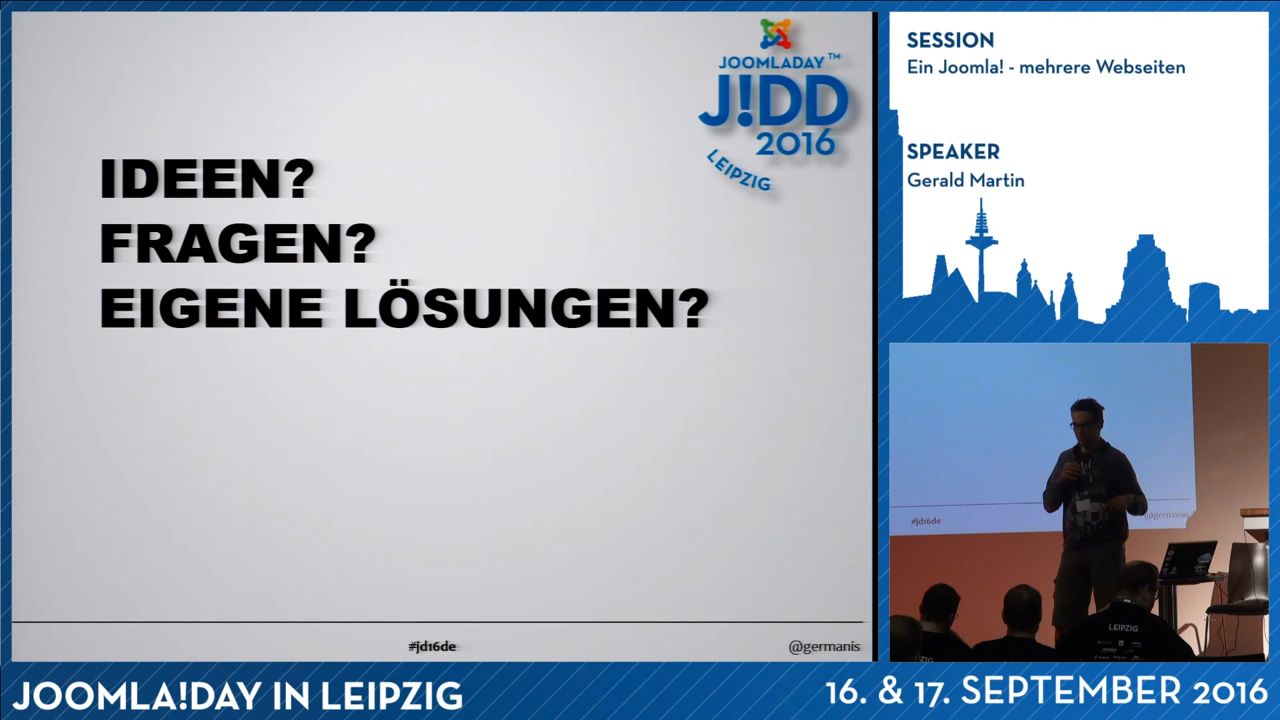 JOOMLADAY™
J!DD
2016
LEIPZIG
IDEEN?
FRAGEN?
EIGENE LÖSUNGEN?
#jd16de
@germanis
SESSION
Ein Joomla! - mehrere Webseiten
SPEAKER
Gerald Martin
#jd16de
@germanis
LEIPZIG
JOOMLA!DAY IN LEIPZIG
16. & 17. SEPTEMBER 2016